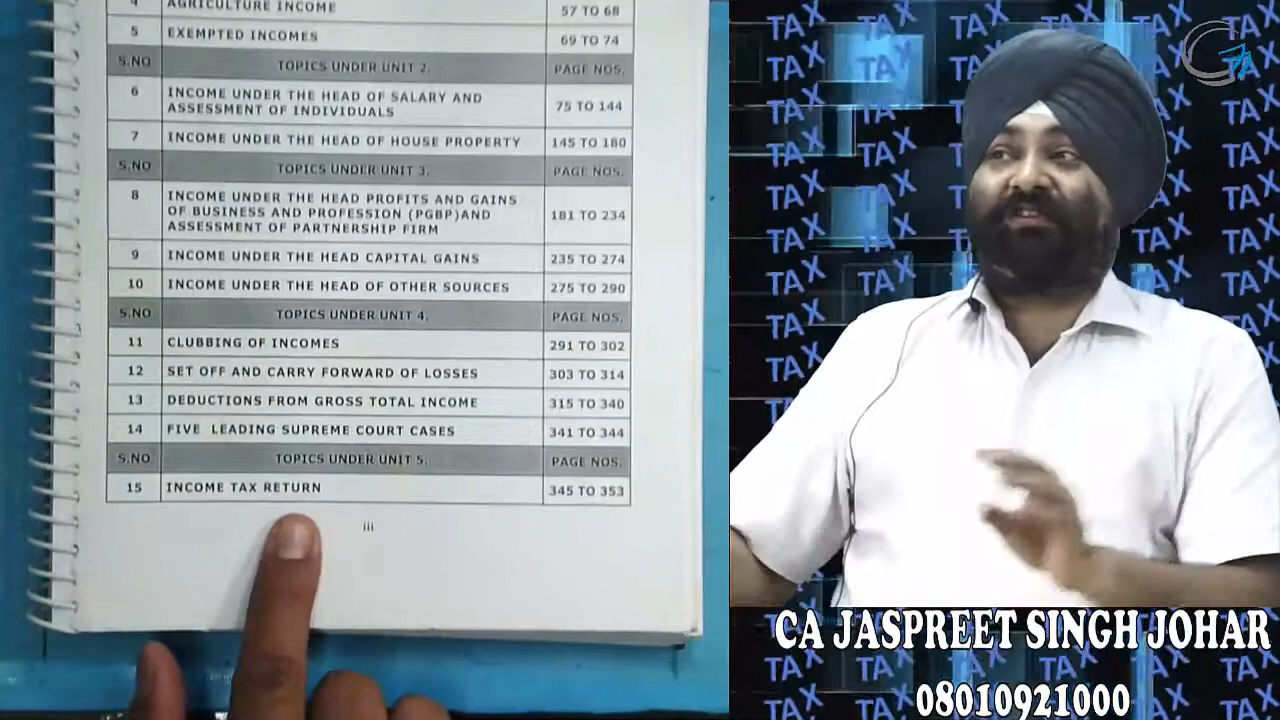 4 AGRICULTURE INCOME 57 TO 68
5 EXEMPTED INCOMES 69 TO 74
S.NO TOPICS UNDER UNIT 2. PAGE NOS.
6 INCOME UNDER THE HEAD OF SALARY AND
ASSESSMENT OF INDIVIDUALS 75 TO 144
7 INCOME UNDER THE HEAD OF HOUSE PROPERTY 145 TO 180
S.NO TOPICS UNDER UNIT 3. PAGE NOS.
8 INCOME UNDER THE HEAD PROFITS AND GAINS
OF BUSINESS AND PROFESSION (PGBP)AND 181 TO 234
ASSESSMENT OF PARTNERSHIP FIRM
9 INCOME UNDER THE HEAD CAPITAL GAINS 235 TO 274
10 INCOME UNDER THE HEAD OF OTHER SOURCES 275 TO 290
S.NO TOPICS UNDER UNIT 4. PAGE NOS.
11 CLUBBING OF INCOMES 291 TO 302
12 SET OFF AND CARRY FORWARD OF LOSSES 303 TO 314
13 DEDUCTIONS FROM GROSS TOTAL INCOME 315 TO 340
14 FIVE LEADING SUPREME COURT CASES 341 TO 344
S.NO TOPICS UNDER UNIT 5. PAGE NOS.
15 INCOME TAX RETURN 345 TO 353
iii
TAX TAX TAX TAX TAX TAX
CA JASPREET SINGH JOHAR
08010921000